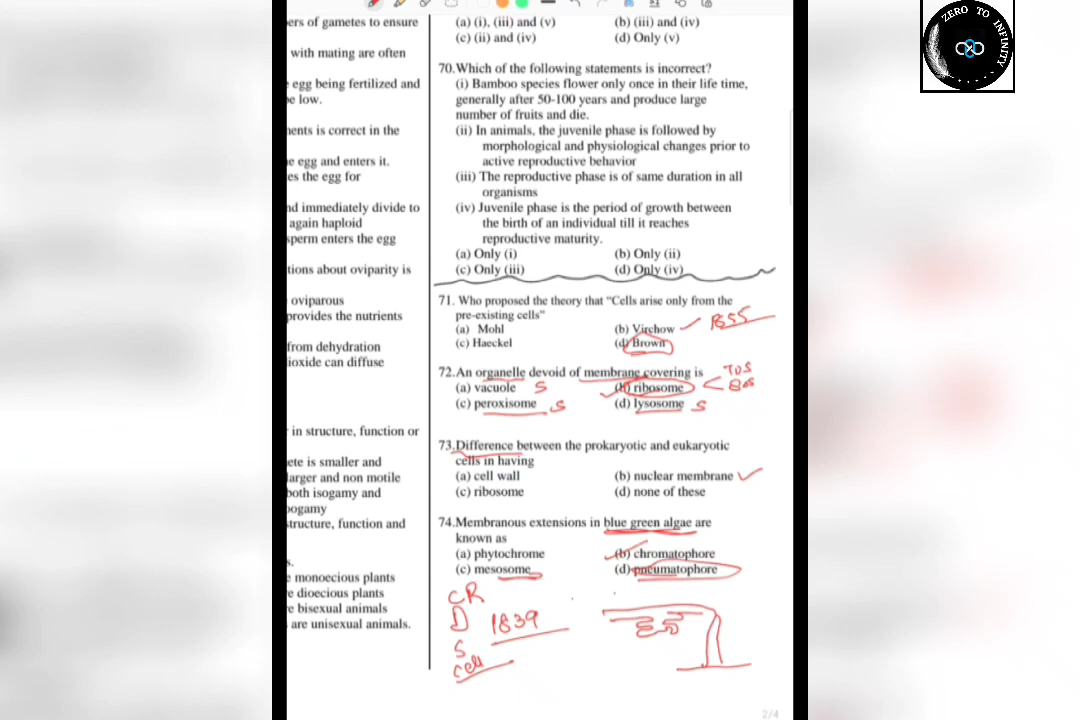 ers of gametes to ensure
with mating are often
egg being fertilized and
e low.
ents is correct in the
e egg and enters it.
es the egg for
nd immediately divide to
again haploid
sperm enters the egg
tions about oviparity is
oviparous
provides the nutrients
from dehydration
ioxide can diffuse
in structure, function or
ete is smaller and
larger and non motile
both isogamy and
ogamy
tructure, function and
s.
e monoecious plants
e dioecious plants
e bisexual animals
are unisexual animals.
(a) (i), (iii) and (v) (b) (iii) and (iv)
(c) (ii) and (iv) (d) Only (v)
70.Which of the following statements is incorrect?
(i) Bamboo species flower only once in their life time,
generally after 50-100 years and produce large
number of fruits and die.
(ii) In animals, the juvenile phase is followed by
morphological and physiological changes prior to
active reproductive behavior
(iii) The reproductive phase is of same duration in all
organisms
(iv) Juvenile phase is the period of growth between
the birth of an individual till it reaches
reproductive maturity.
(a) Only (i) (b) Only (ii)
(c) Only (iii) (d) Only (iv)
71. Who proposed the theory that "Cells arise only from the
pre-existing cells"
(a) Mohl (b) Virchow 1855
(c) Haeckel (d) Brown
72.An organelle devoid of membrane covering is 70S
(a) vacuole S (b) ribosome 80S
(c) peroxisome S (d) lysosome S
73.Difference between the prokaryotic and eukaryotic
cells in having
(a) cell wall (b) nuclear membrane
(c) ribosome (d) none of these
74.Membranous extensions in blue green algae are
known as
(a) phytochrome (b) chromatophore
(c) mesosome (d) pneumatophore
CR
D 1839
S
cell
2/4
ZERO TO INFINITY